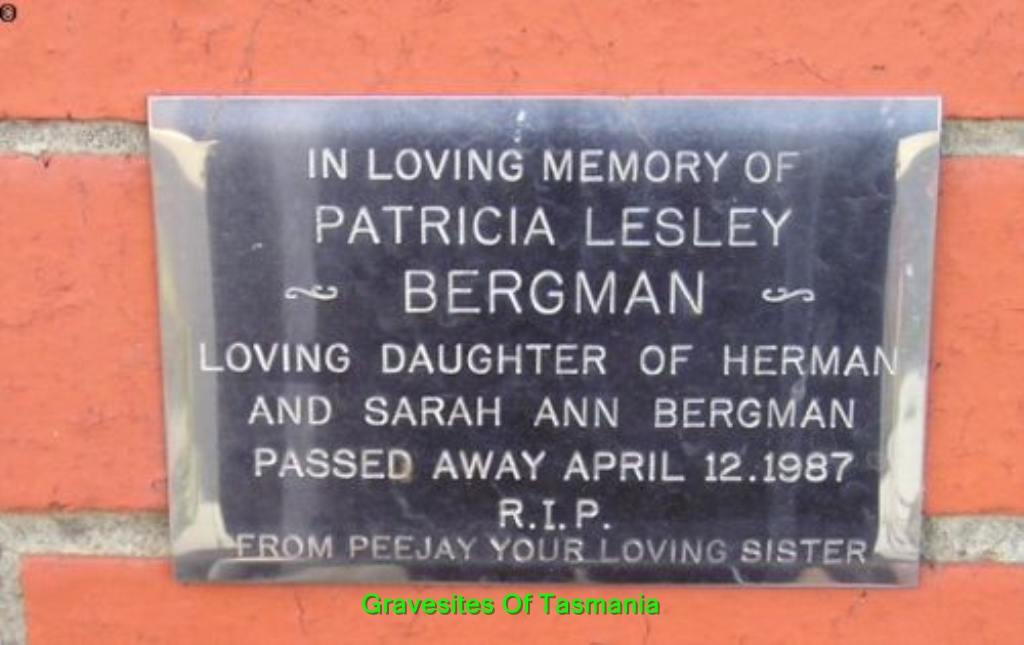 IN LOVING MEMORY OF
PATRICIA LESLEY
BERGMAN
LOVING DAUGHTER OF HERMAN
AND SARAH ANN BERGMAN
PASSED AWAY APRIL 12.1987
R.I.P.
FROM PEEJAY YOUR LOVING SISTER
Gravesites Of Tasmania